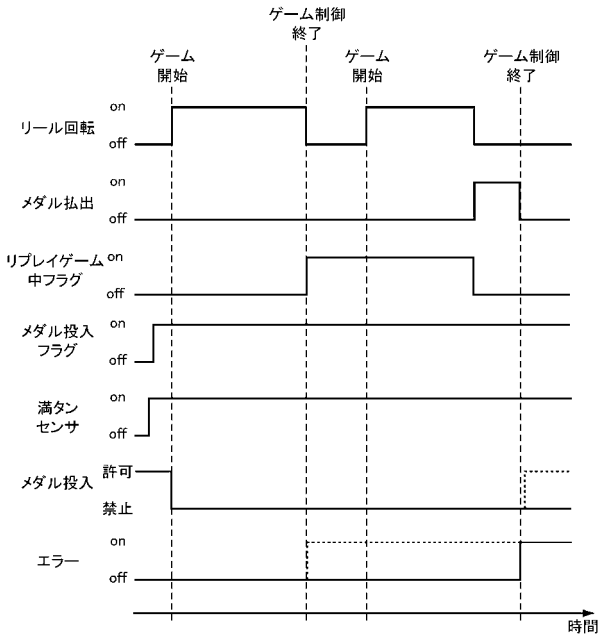 ゲーム制御
終了
ゲーム
開始
ゲーム
開始
ゲーム制御
終了
リール回転
on
off
メダル払出
on
off
リプレイゲーム
中フラグ
on
off
メダル投入
フラグ
on
off
満タン
センサ
on
off
メダル投入
許可
禁止
エラー
on
off
時間